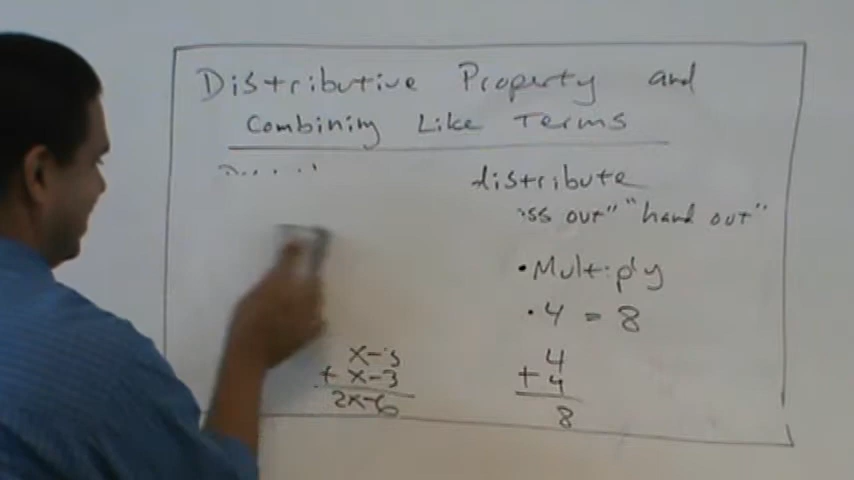 Distributive Property and
Combining Like Terms
distribute
ss out" "hand out"
• Multiply
• 4 = 8
x-3
+ x-3
2x-6
4
+ 4
8